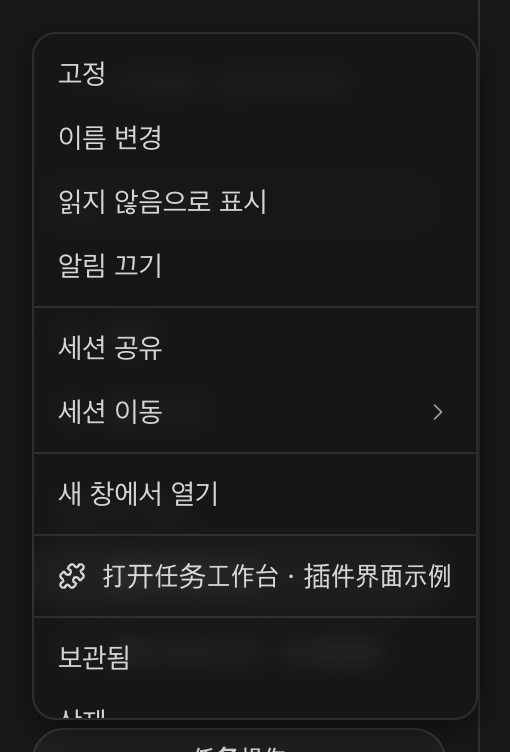 고정
이름 변경
읽지 않음으로 표시
알림 끄기
세션 공유
세션 이동
새 창에서 열기
打开任务工作台 · 插件界面示例
보관됨